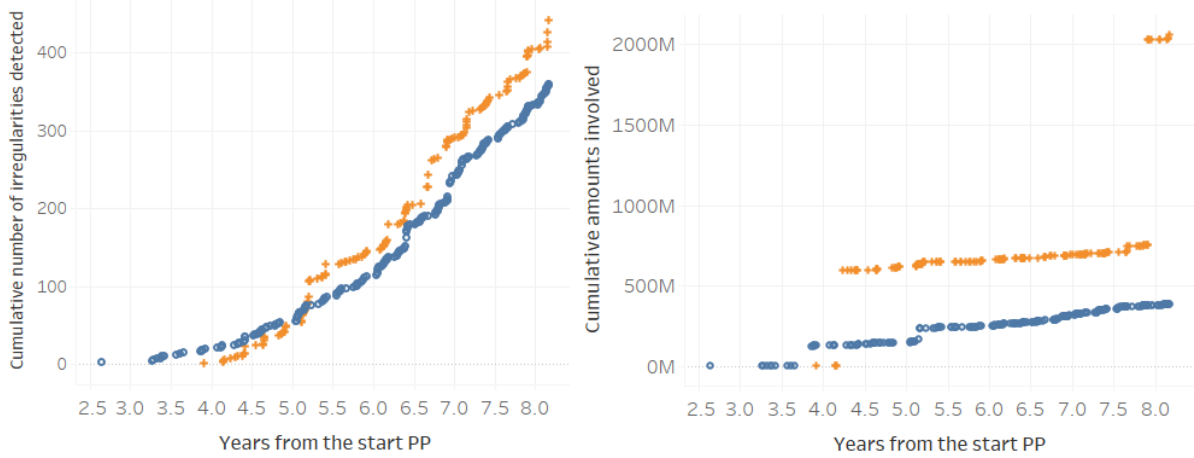 Cumulative number of irregularities detected
400
300
200
100
0
2.5 3.0 3.5 4.0 4.5 5.0 5.5 6.0 6.5 7.0 7.5 8.0
Years from the start PP
Cumulative amounts involved
2000M
1500M
1000M
500M
0M
2.5 3.0 3.5 4.0 4.5 5.0 5.5 6.0 6.5 7.0 7.5 8.0
Years from the start PP